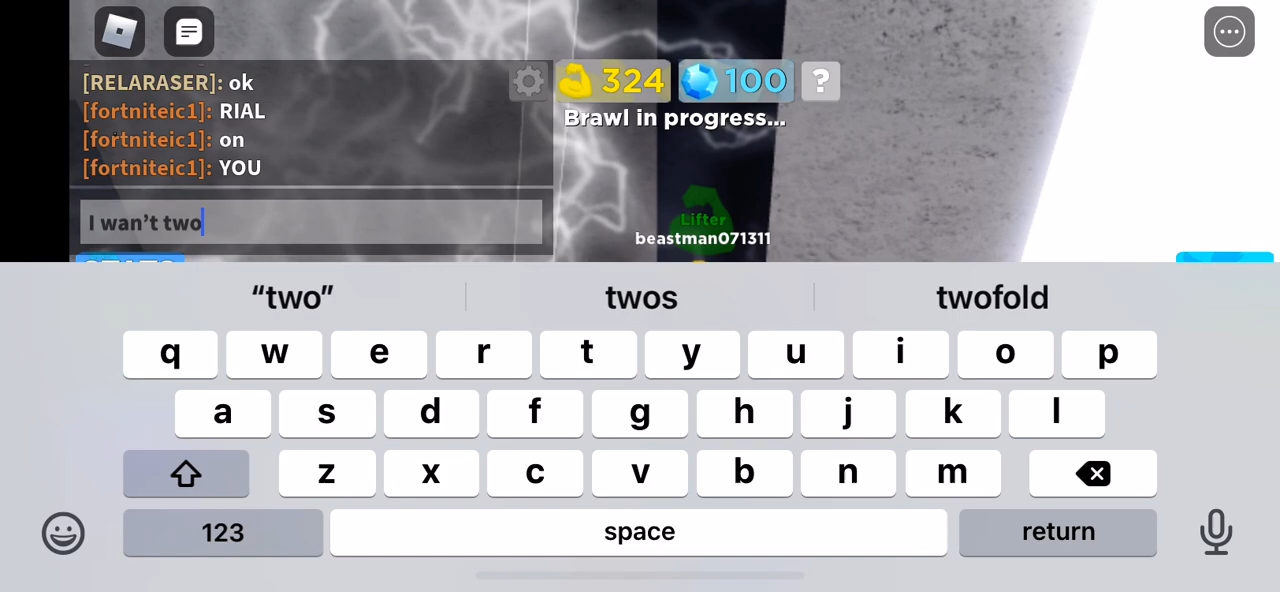 [RELARASER]: ok
324
100
?
[fortniteic1]: RIAL
Brawl in progress...
[fortniteic1]: on
[fortniteic1]: YOU
I wan’t two
Lifter
beastman071311
“two” twos twofold
q w e r t y u i o p
a s d f g h j k l
z x c v b n m
123 space return